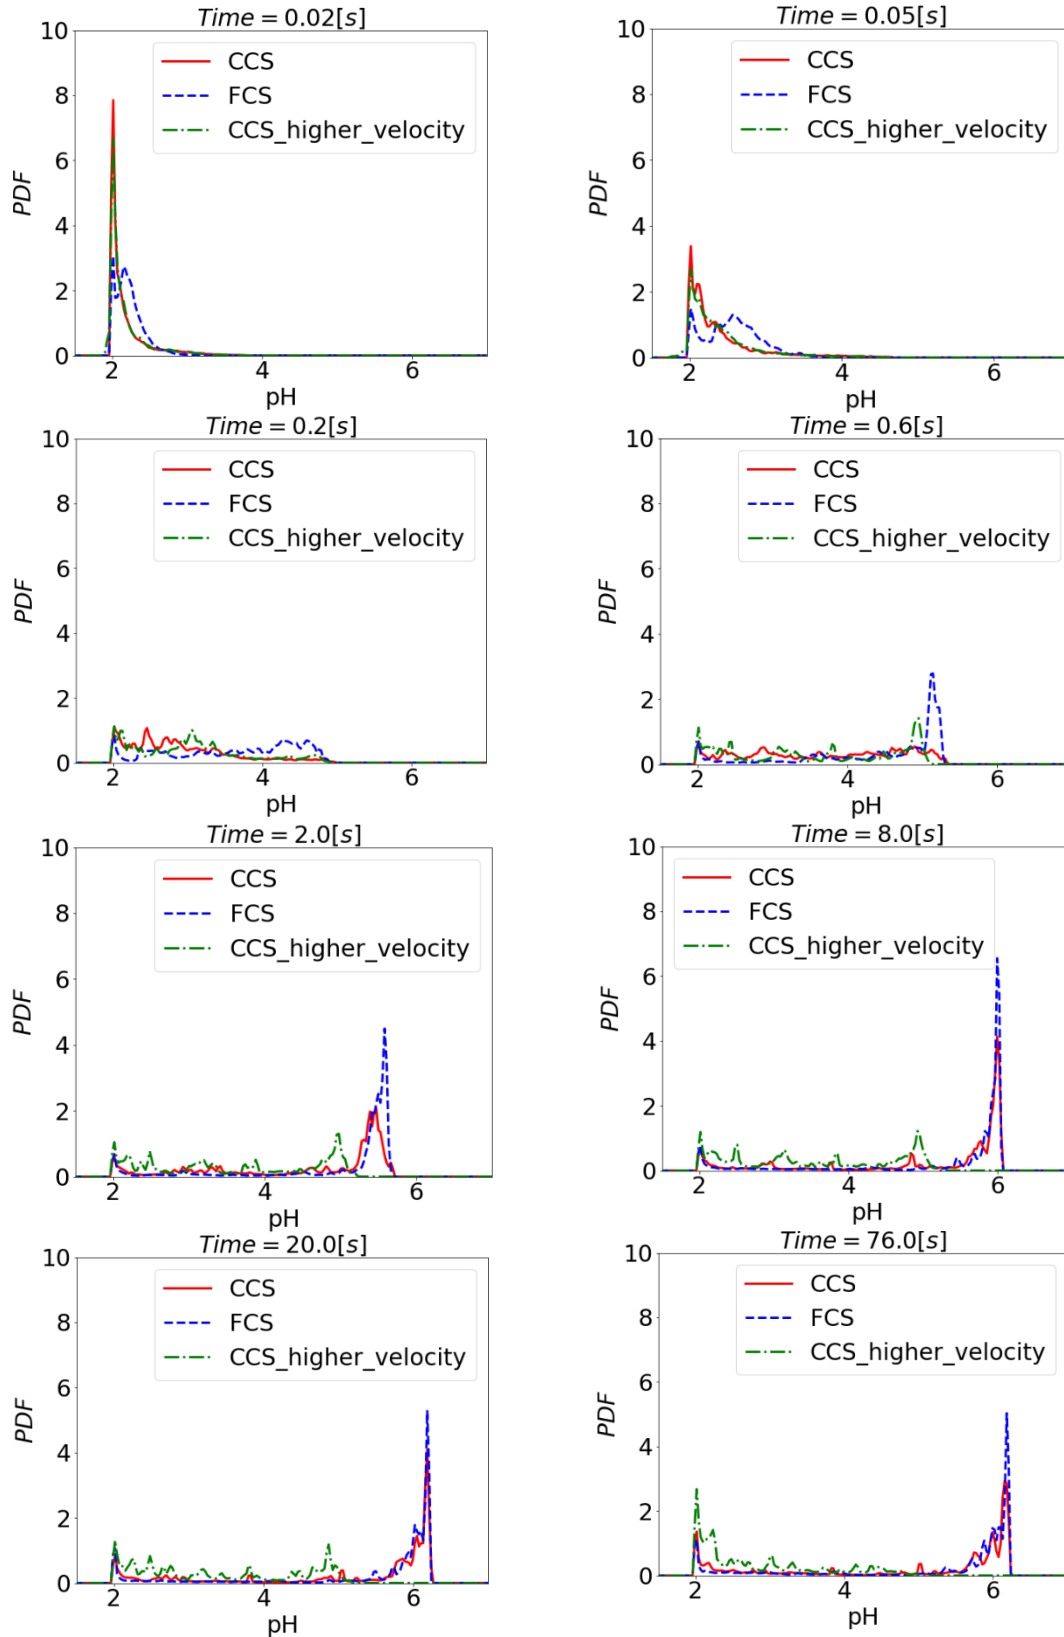 Time = 0.02[s]
10
8
6
4
2
0
PDF
CCS
FCS
CCS_higher_velocity
2
4
6
pH
Time = 0.05[s]
10
8
6
4
2
0
PDF
CCS
FCS
CCS_higher_velocity
2
4
6
pH
Time = 0.2[s]
10
8
6
4
2
0
PDF
CCS
FCS
CCS_higher_velocity
2
4
6
pH
Time = 0.6[s]
10
8
6
4
2
0
PDF
CCS
FCS
CCS_higher_velocity
2
4
6
pH
Time = 2.0[s]
10
8
6
4
2
0
PDF
CCS
FCS
CCS_higher_velocity
2
4
6
pH
Time = 8.0[s]
10
8
6
4
2
0
PDF
CCS
FCS
CCS_higher_velocity
2
4
6
pH
Time = 20.0[s]
10
8
6
4
2
0
PDF
CCS
FCS
CCS_higher_velocity
2
4
6
pH
Time = 76.0[s]
10
8
6
4
2
0
PDF
CCS
FCS
CCS_higher_velocity
2
4
6
pH